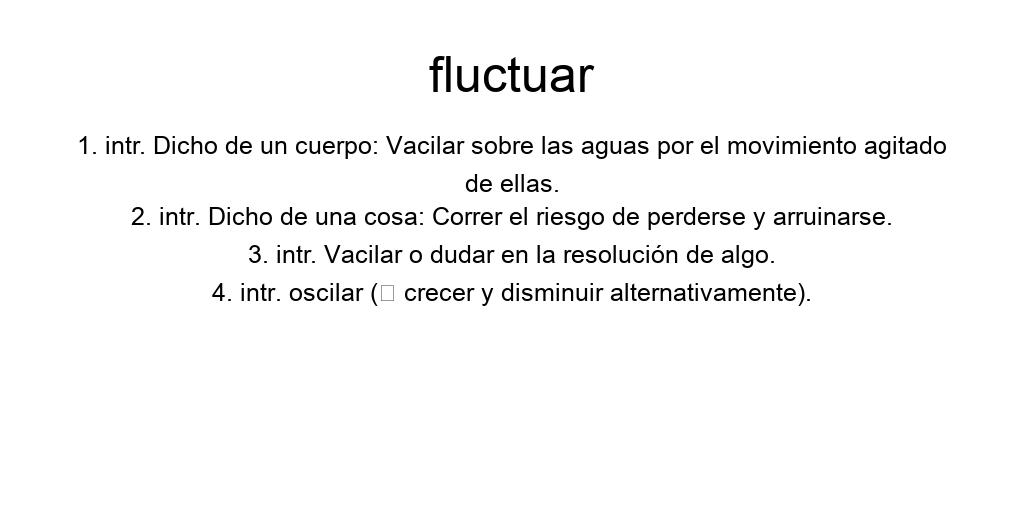 fluctuar
1. intr. Dicho de un cuerpo: Vacilar sobre las aguas por el movimiento agitado
de ellas.
2. intr. Dicho de una cosa: Correr el riesgo de perderse y arruinarse.
3. intr. Vacilar o dudar en la resolución de algo.
4. intr. oscilar (□ crecer y disminuir alternativamente).